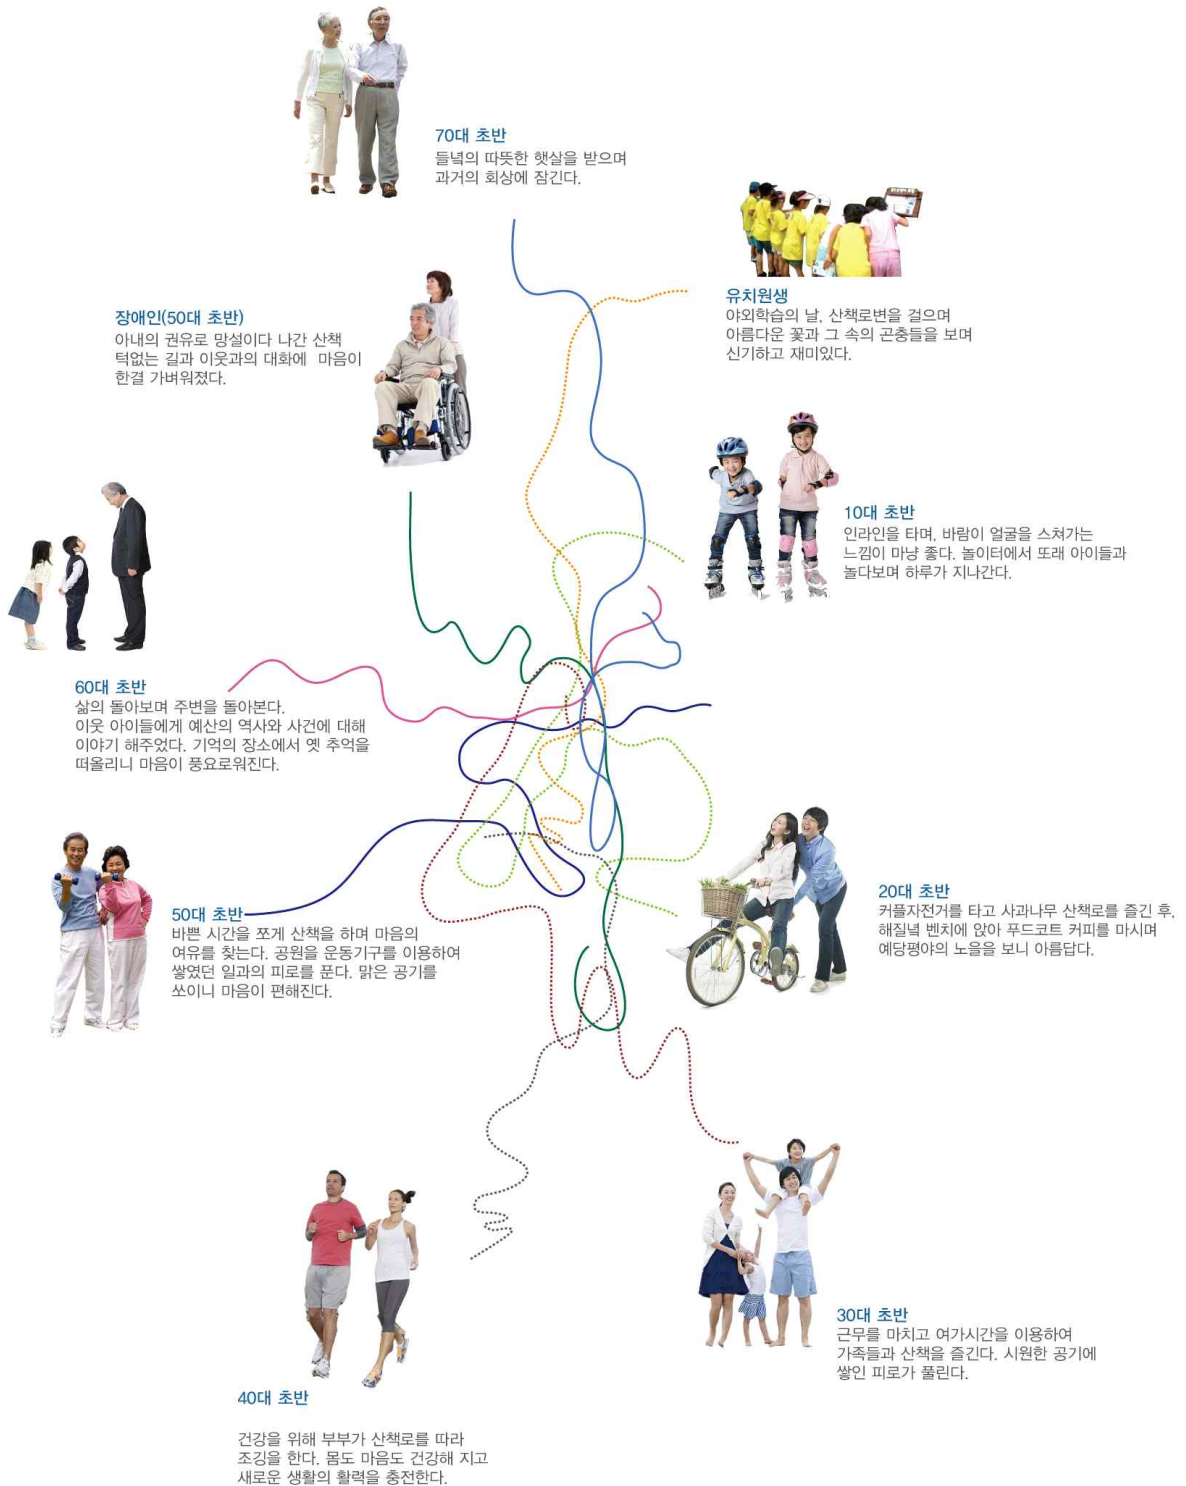 70대 초반
들녘의 따뜻한 햇살을 받으며
과거의 회상에 잠긴다.
유치원생
야외학습의 날, 산책로변을 걸으며
아름다운 꽃과 그 속의 곤충들을 보며
신기하고 재미있다.
장애인(50대 초반)
아내의 권유로 망설이다 나간 산책
턱없는 길과 이웃과의 대화에 마음이
한결 가벼워졌다.
10대 초반
인라인을 타며, 바람이 얼굴을 스쳐가는
느낌이 마냥 좋다. 놀이터에서 또래 아이들과
놀다보며 하루가 지나간다.
60대 초반
삶의 돌아보며 주변을 돌아본다.
이웃 아이들에게 예산의 역사와 사건에 대해
이야기 해주었다. 기억의 장소에서 옛 추억을
떠올리니 마음이 풍요로워진다.
20대 초반
커플자전거를 타고 사과나무 산책로를 즐긴 후,
해질녘 벤치에 앉아 푸드코트 커피를 마시며
예당평야의 노을을 보니 아름답다.
50대 초반
바쁜 시간을 쪼게 산책을 하며 마음의
여유를 찾는다. 공원을 운동기구를 이용하여
쌓였던 일과의 피로를 푼다. 맑은 공기를
쏘이니 마음이 편해진다.
30대 초반
근무를 마치고 여가시간을 이용하여
가족들과 산책을 즐긴다. 시원한 공기에
쌓인 피로가 풀린다.
40대 초반
건강을 위해 부부가 산책로를 따라
조깅을 한다. 몸도 마음도 건강해 지고
새로운 생활의 활력을 충전한다.